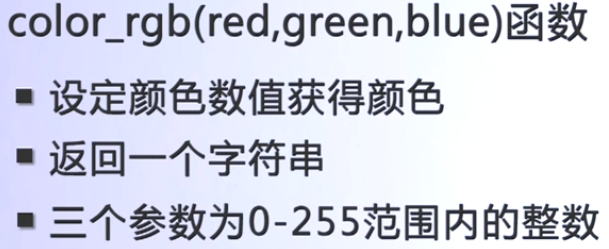 color_rgb(red,green,blue)函数
▪ 设定颜色数值获得颜色
▪ 返回一个字符串
▪ 三个参数为0-255范围内的整数